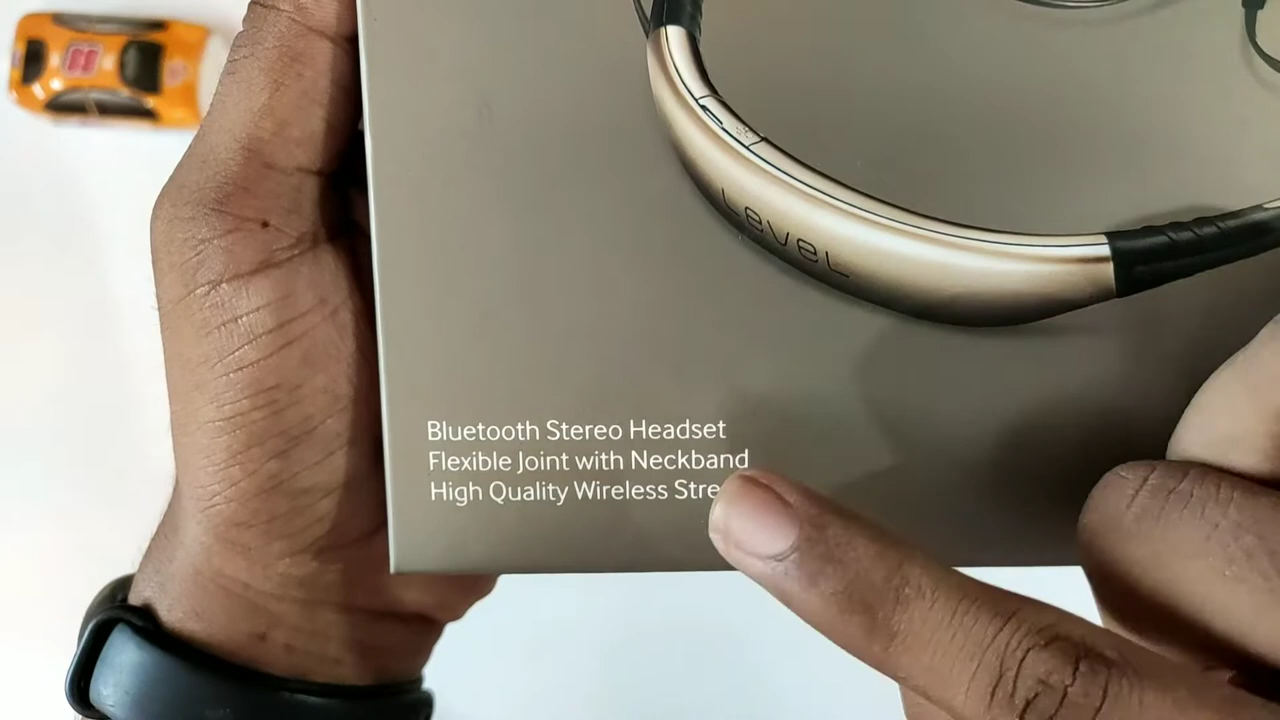 Level
Bluetooth Stereo Headset
Flexible Joint with Neckband
High Quality Wireless Stre